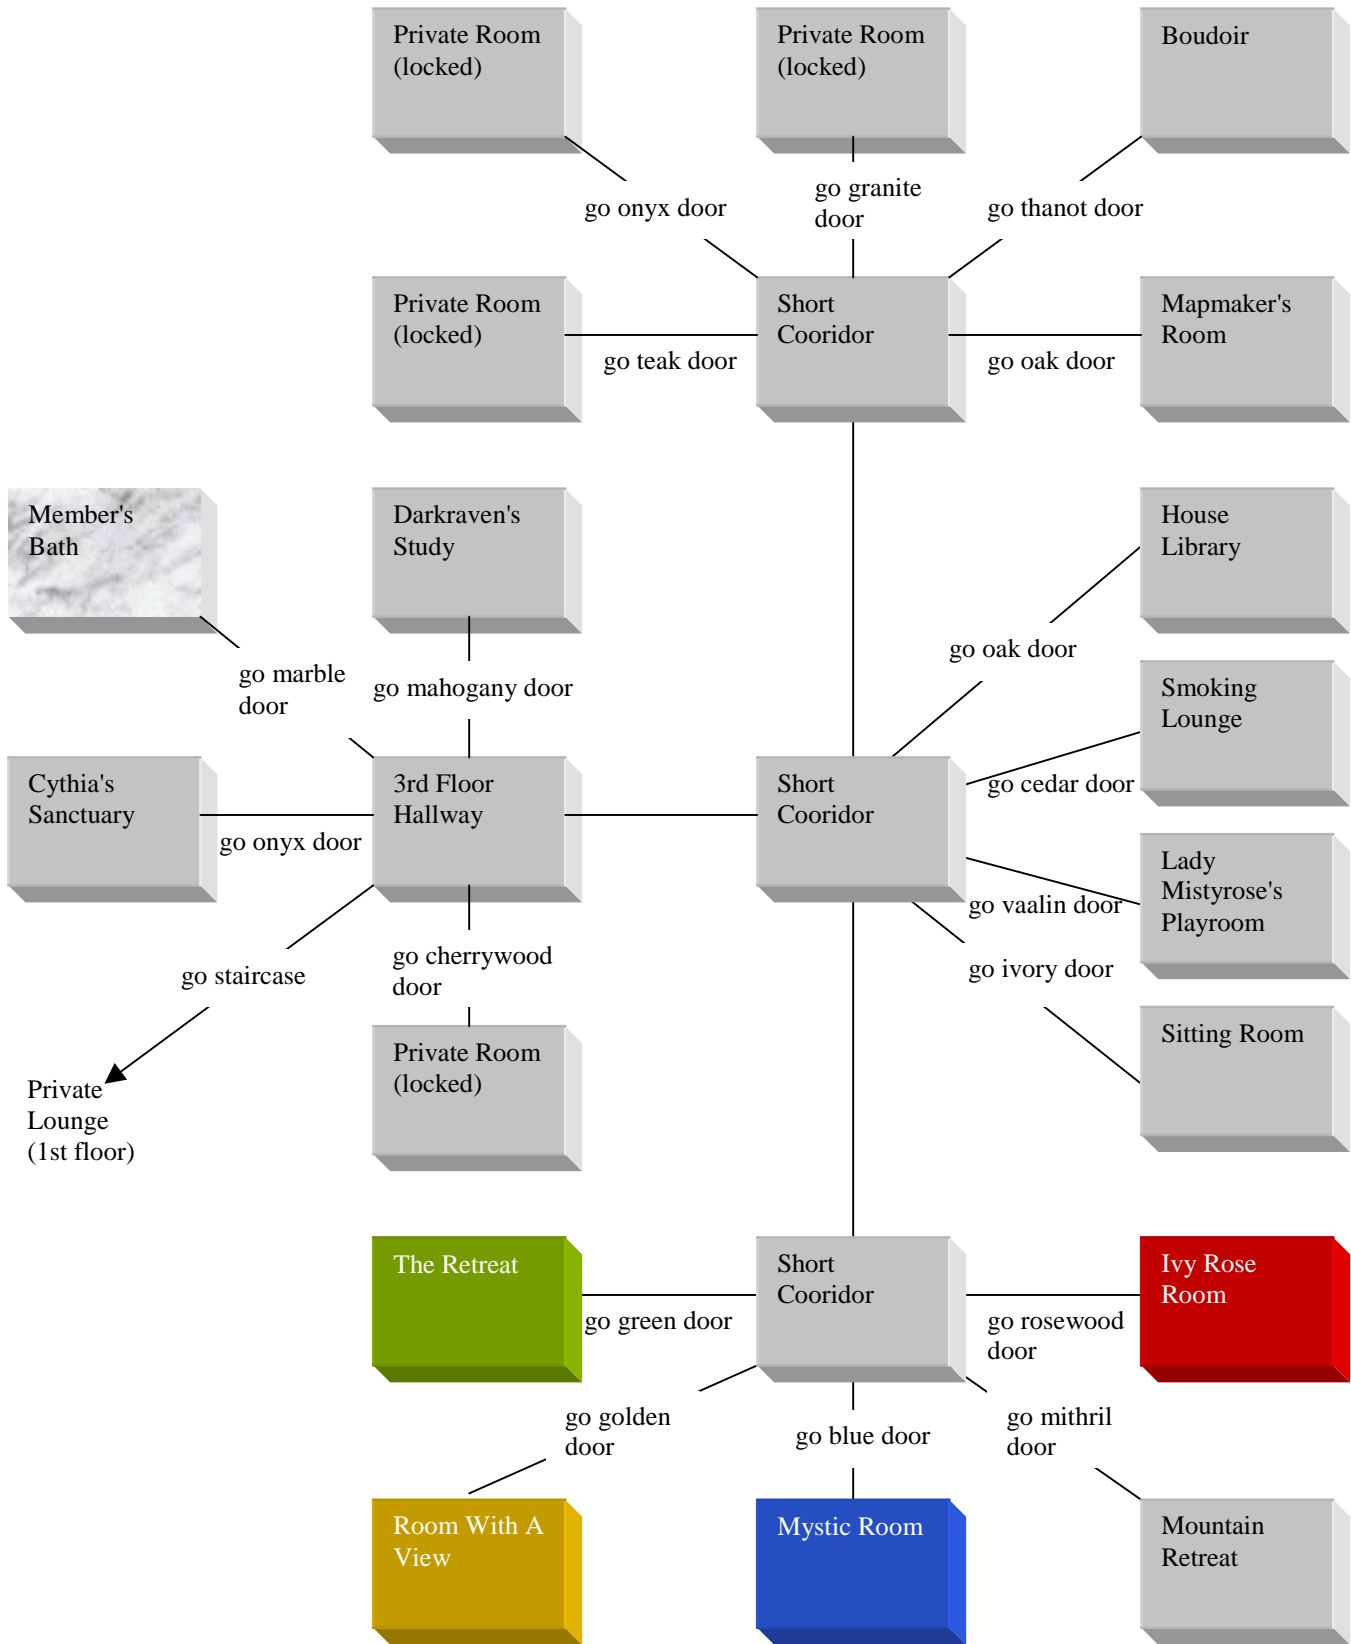 Private Room
(locked)
Private Room
(locked)
Boudoir
go onyx door
go granite
door
go thanot door
Private Room
(locked)
Short
Cooridor
Mapmaker's
Room
go teak door
go oak door
Member's
Bath
Darkraven's
Study
House
Library
go marble
door
go mahogany door
go oak door
Smoking
Lounge
Cythia's
Sanctuary
3rd Floor
Hallway
Short
Cooridor
go cedar door
go onyx door
Lady
Mistyrose's
Playroom
go vaalin door
go staircase
go cherrywood
door
go ivory door
Private
Lounge
(1st floor)
Private Room
(locked)
Sitting Room
The Retreat
Short
Cooridor
Ivy Rose
Room
go green door
go rosewood
door
go golden
door
go blue door
go mithril
door
Room With A
View
Mystic Room
Mountain
Retreat